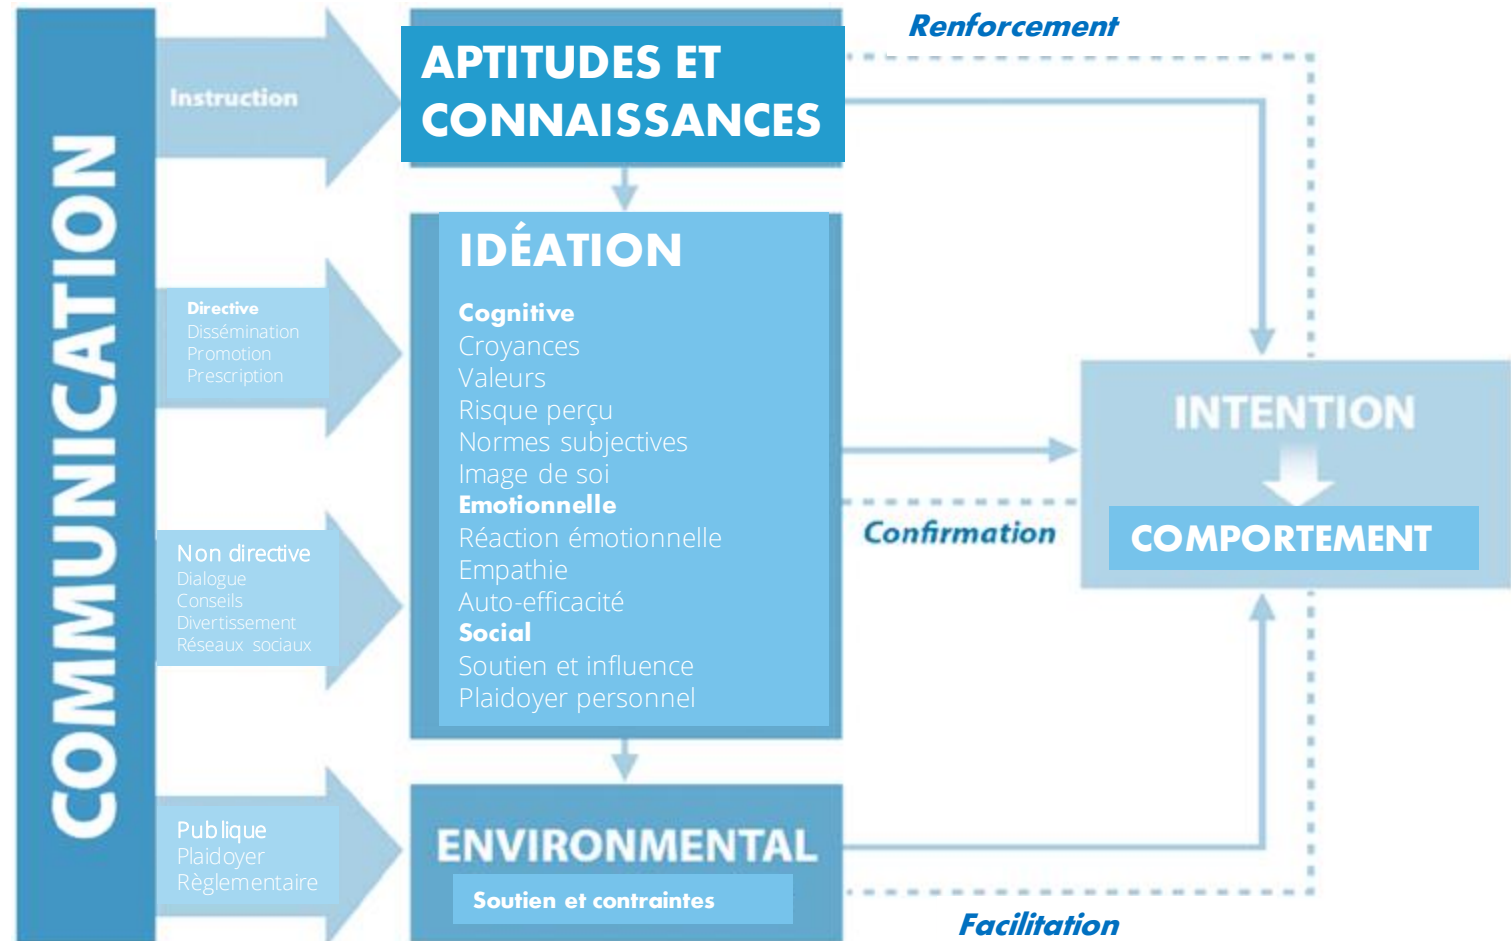 COMMUNICATION
Instruction
Directive
Dissémination
Promotion
Prescription
Non directive
Dialogue
Conseils
Divertissement
Réseaux sociaux
Publique
Plaidoyer
Règlementaire
APTITUDES ET
CONNAISSANCES
IDÉATION
Cognitive
Croyances
Valeurs
Risque perçu
Normes subjectives
Image de soi
Emotionnelle
Réaction émotionnelle
Empathie
Auto-efficacité
Social
Soutien et influence
Plaidoyer personnel
ENVIRONMENTAL
Soutien et contraintes
Renforcement
Confirmation
Facilitation
INTENTION
COMPORTEMENT